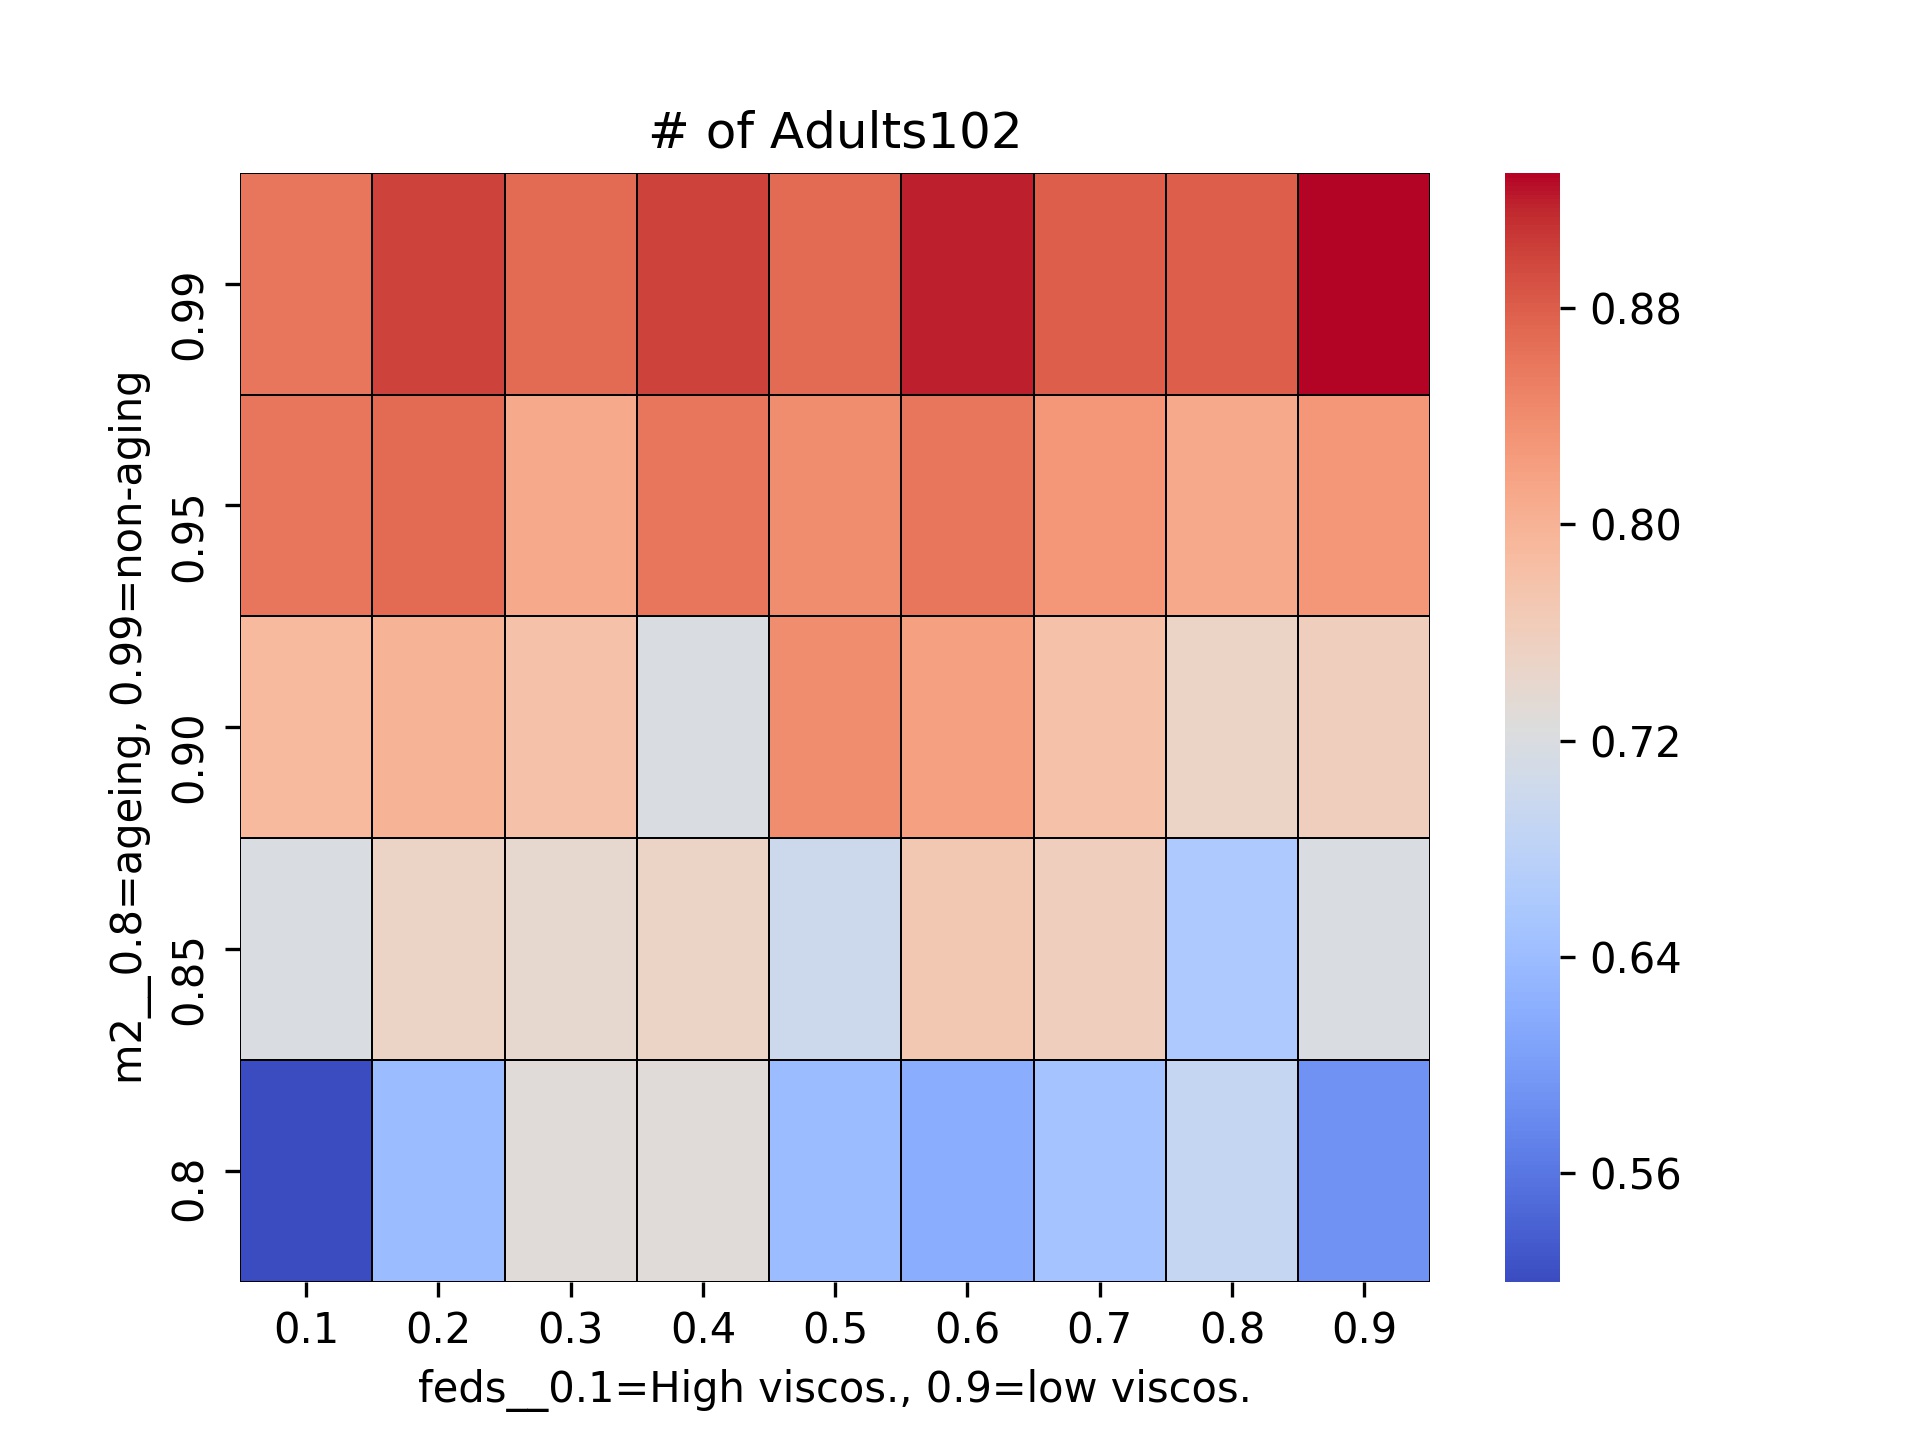 # of Adults102
m2__0.8=ageing, 0.99=non-aging
0.99
0.95
0.90
0.85
0.8
0.1 0.2 0.3 0.4 0.5 0.6 0.7 0.8 0.9
feds__0.1=High viscos., 0.9=low viscos.
0.88
0.80
0.72
0.64
0.56